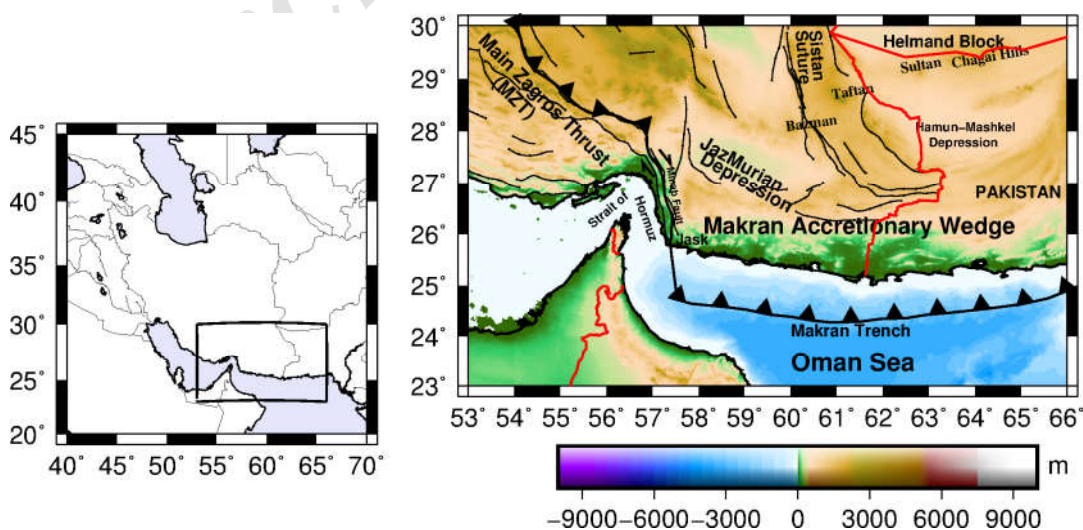 45°
40°
35°
30°
25°
20°
40° 45° 50° 55° 60° 65° 70°
30°
29°
28°
27°
26°
25°
24°
23°
53° 54° 55° 56° 57° 58° 59° 60° 61° 62° 63° 64° 65° 66°
Main Zagros Thrust
(MZT)
Sistan
Suture
Helmand Block
Sultan
Chagai Hills
Taftan
Bazman
Hamun-Mashkel
Depression
JazMurian
Depression
Minab Fault
PAKISTAN
Strait of
Hormuz
Makran Accretionary Wedge
Jask
Makran Trench
Oman Sea
m
−9000 −6000 −3000 0 3000 6000 9000